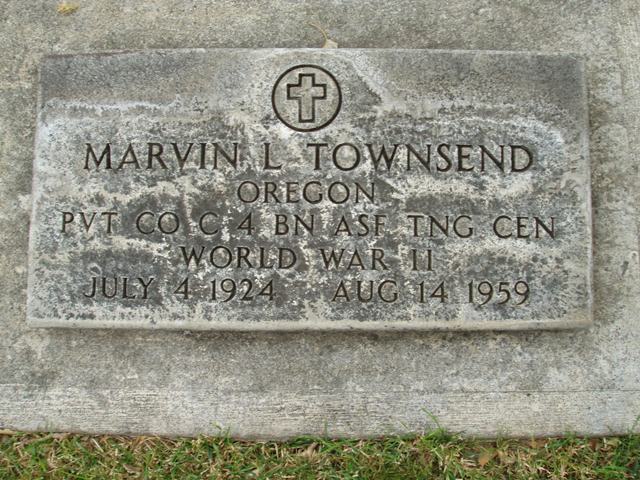 MARVIN L TOWNSEND
OREGON
PVT CO C 4 BN ASF TNG CEN
WORLD WAR II
JULY 4 1924 AUG 14 1959